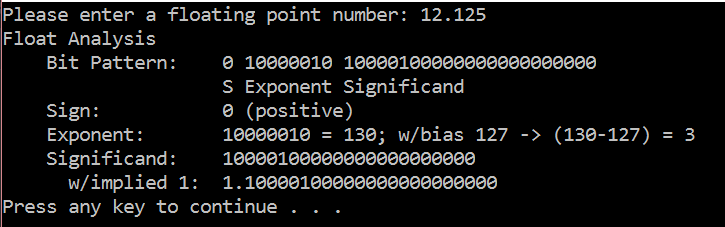 Please enter a floating point number: 12.125
Float Analysis
    Bit Pattern:    0 10000010 10000100000000000000000
                    S Exponent Significand
    Sign:           0 (positive)
    Exponent:       10000010 = 130; w/bias 127 -> (130-127) = 3
    Significand:    10000100000000000000000
      w/implied 1:  1.10000100000000000000000
Press any key to continue . . .